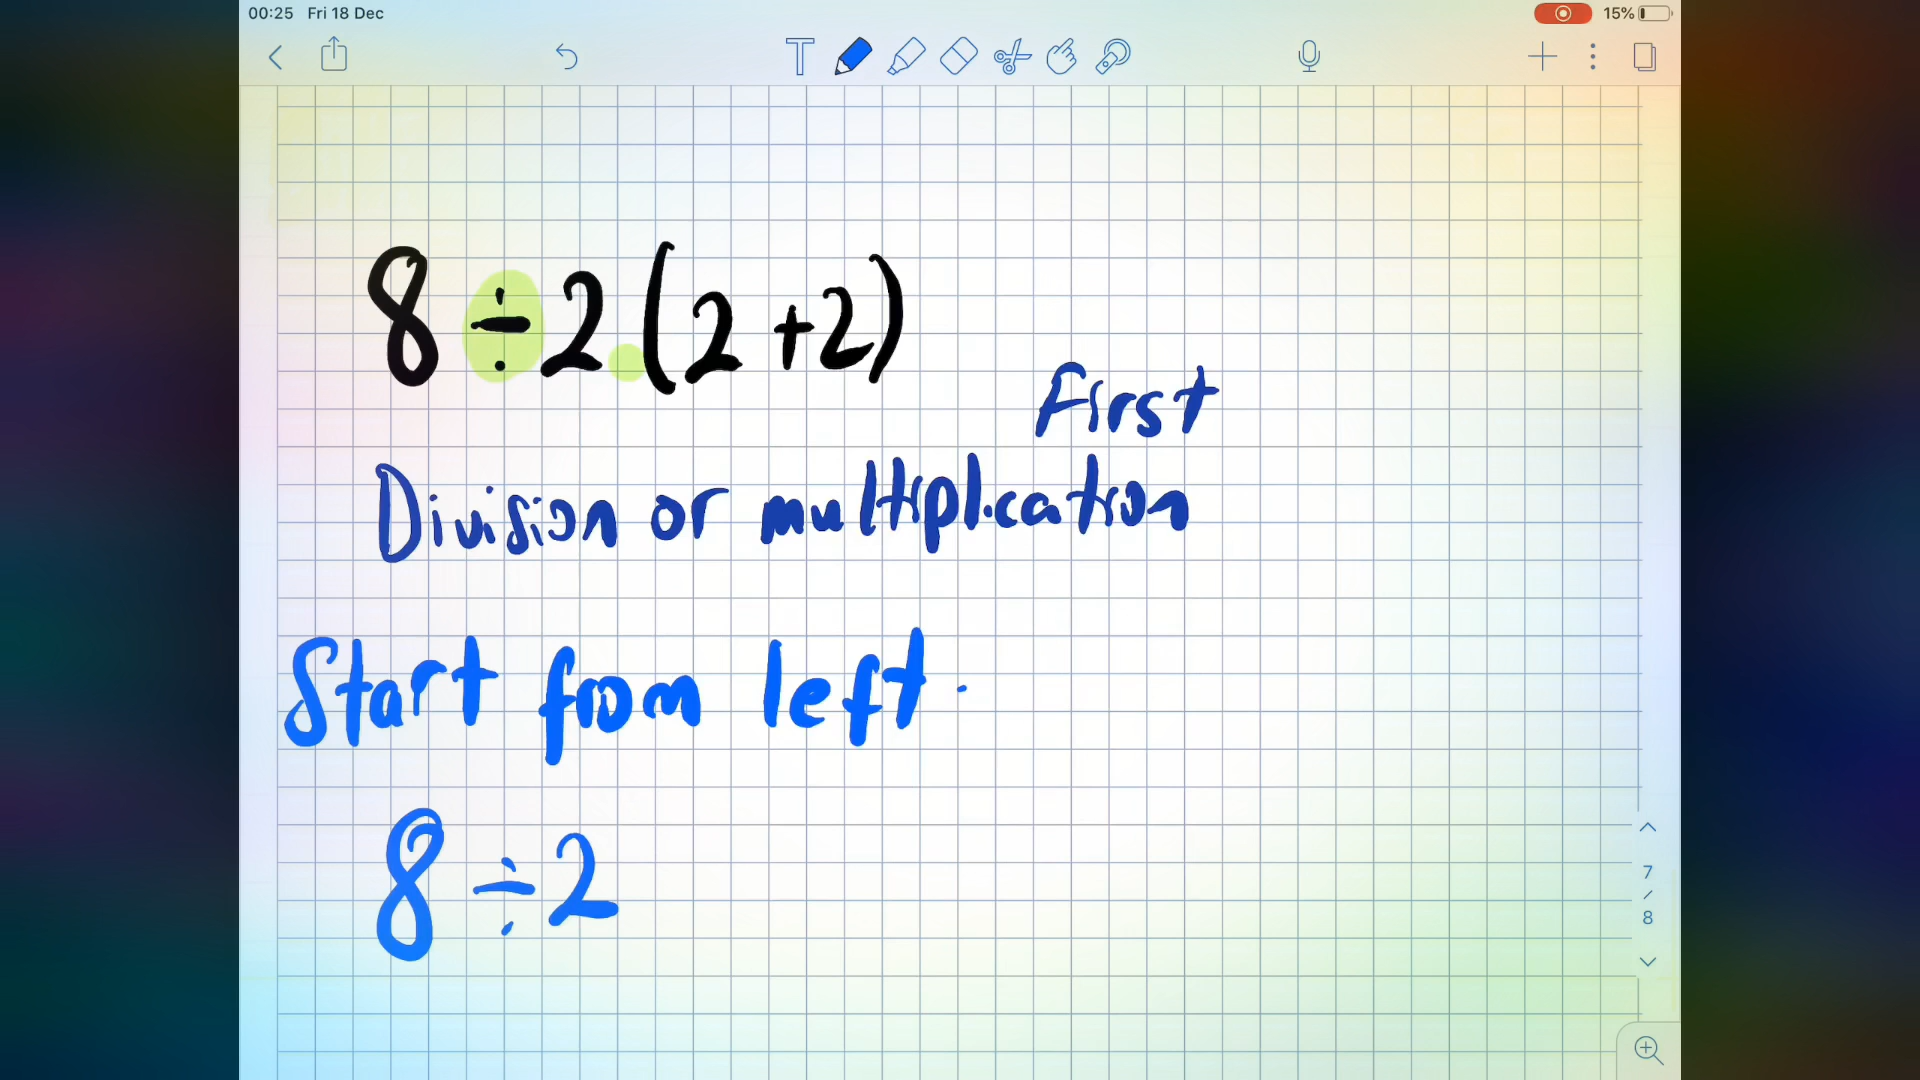 00:25 Fri 18 Dec 15%
T
8÷2(2+2)
First
Division or multiplication
Start from left.
8÷2
7
/
8